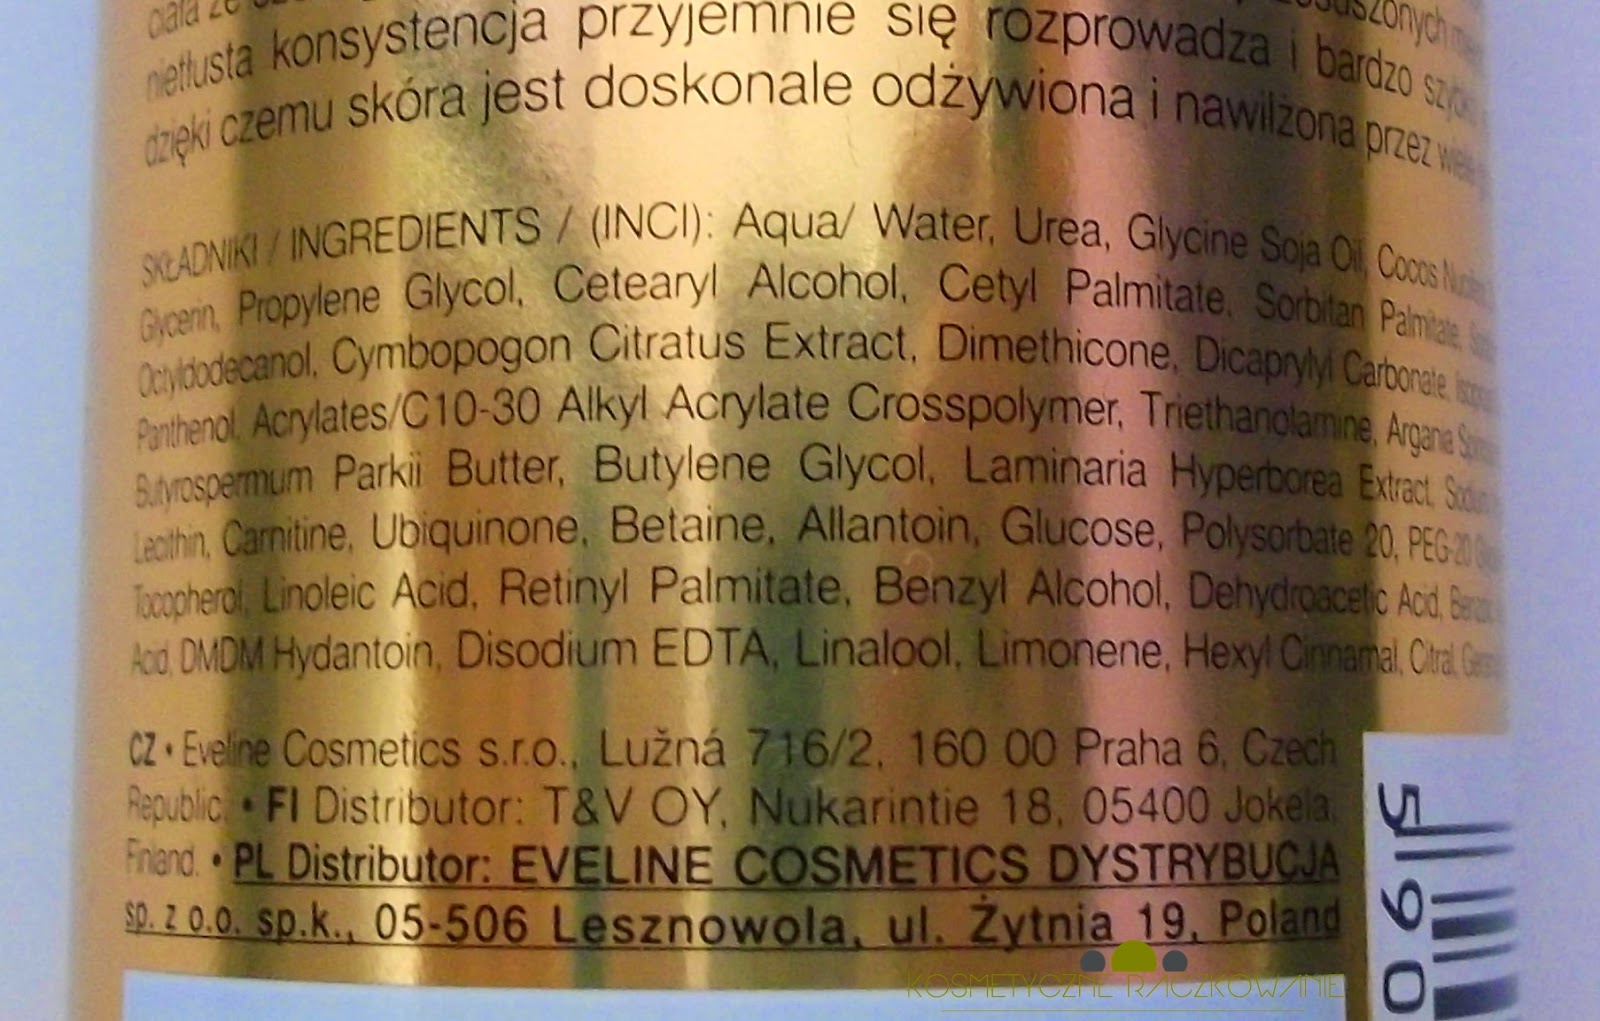 ciała ze
nietłusta konsystencja przyjemnie się rozprowadza i bardzo
dzięki czemu skórа jest doskonale odżywiona i nawilżona przez
SKŁADNIKI / INGREDIENTS / (INCI): Aqua/ Water, Urea, Glycine Soja Oil, Cocos
Glycerin, Propylene Glycol, Cetearyl Alcohol, Cetyl Palmitate, Sorbitan Palmitate,
Octyldodecanol, Cymbopogon Citratus Extract, Dimethicone, Dicaprylyl Carbonate,
Panthenol, Acrylates/C10-30 Alkyl Acrylate Crosspolymer, Triethanolamine, Argania
Butyrospermum Parkii Butter, Butylene Glycol, Laminaria Hyperborea Extract,
Lecithin, Carnitine, Ubiquinone, Betaine, Allantoin, Glucose, Polysorbate 20, PEG-20
Tocopherol, Linoleic Acid, Retinyl Palmitate, Benzyl Alcohol, Dehydroacetic Acid,
Acid, DMDM Hydantoin, Disodium EDTA, Linalool, Limonene, Hexyl Cinnamal, Citral,
CZ • Eveline Cosmetics s.r.o., Lužná 716/2, 160 00 Praha 6, Czech
Republic. • FI Distributor: T&V OY, Nukarintie 18, 05400 Jokela,
Finland. • PL Distributor: EVELINE COSMETICS DYSTRYBUCJA
sp. z o.o. sp.k., 05-506 Lesznowola, ul. Żytnia 19, Poland
5 190
KOSMETYCZNE RACZKOWANIE